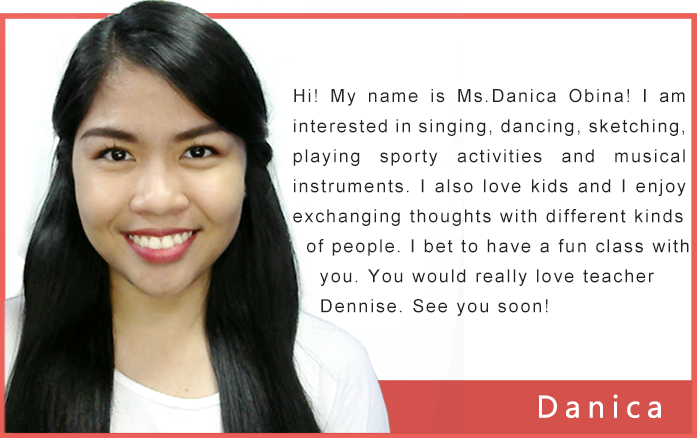 Hi! My name is Ms.Danica Obina! I am
interested in singing, dancing, sketching,
playing sporty activities and musical
instruments. I also love kids and I enjoy
exchanging thoughts with different kinds
of people. I bet to have a fun class with
you. You would really love teacher
Dennise. See you soon!
Danica